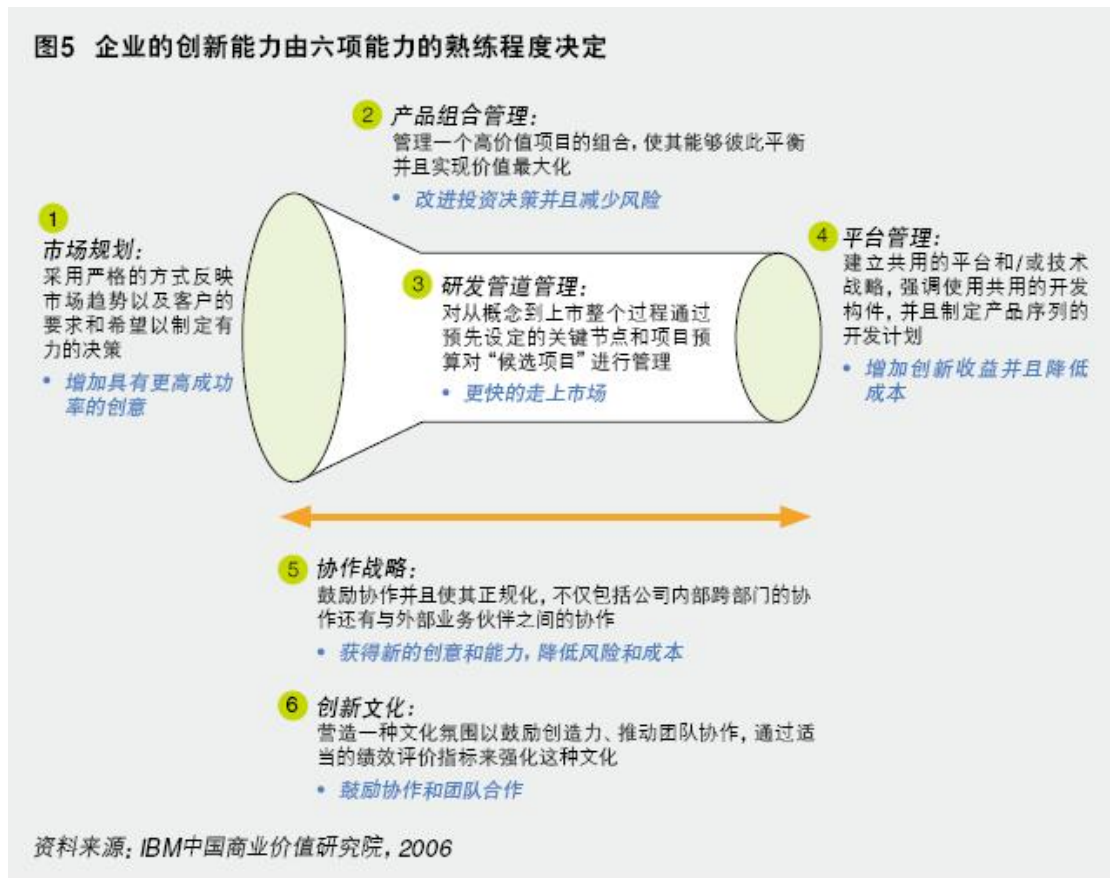 图5 企业的创新能力由六项能力的熟练程度决定
1
市场规划:
采用严格的方式反映
市场趋势以及客户的
要求和希望以制定有
力的决策
• 增加具有更高成功
率的创意
2 产品组合管理:
管理一个高价值项目的组合,使其能够彼此平衡
并且实现价值最大化
• 改进投资决策并且减少风险
3 研发管道管理:
对从概念到上市整个过程通过
预先设定的关键节点和项目预
算对“候选项目”进行管理
• 更快的走上市场
4 平台管理:
建立共用的平台和/或技术
战略,强调使用共用的开发
构件,并且制定产品序列的
开发计划
• 增加创新收益并且降低
成本
5 协作战略:
鼓励协作并且使其正规化,不仅包括公司内部跨部门的协
作还有与外部业务伙伴之间的协作
• 获得新的创意和能力,降低风险和成本
6 创新文化:
营造一种文化氛围以鼓励创造力、推动团队协作,通过适
当的绩效评价指标来强化这种文化
• 鼓励协作和团队合作
资料来源:IBM中国商业价值研究院,2006